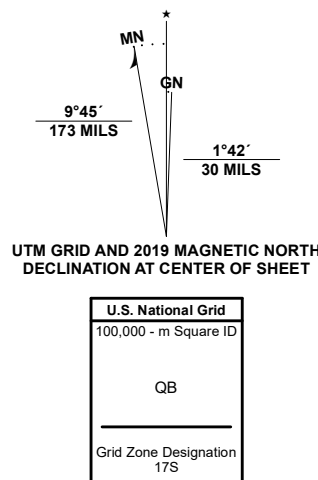 ★
MN
GN
9°45´
173 MILS
1°42´
30 MILS
UTM GRID AND 2019 MAGNETIC NORTH
DECLINATION AT CENTER OF SHEET
U.S. National Grid
100,000 - m Square ID
QB
Grid Zone Designation
17S